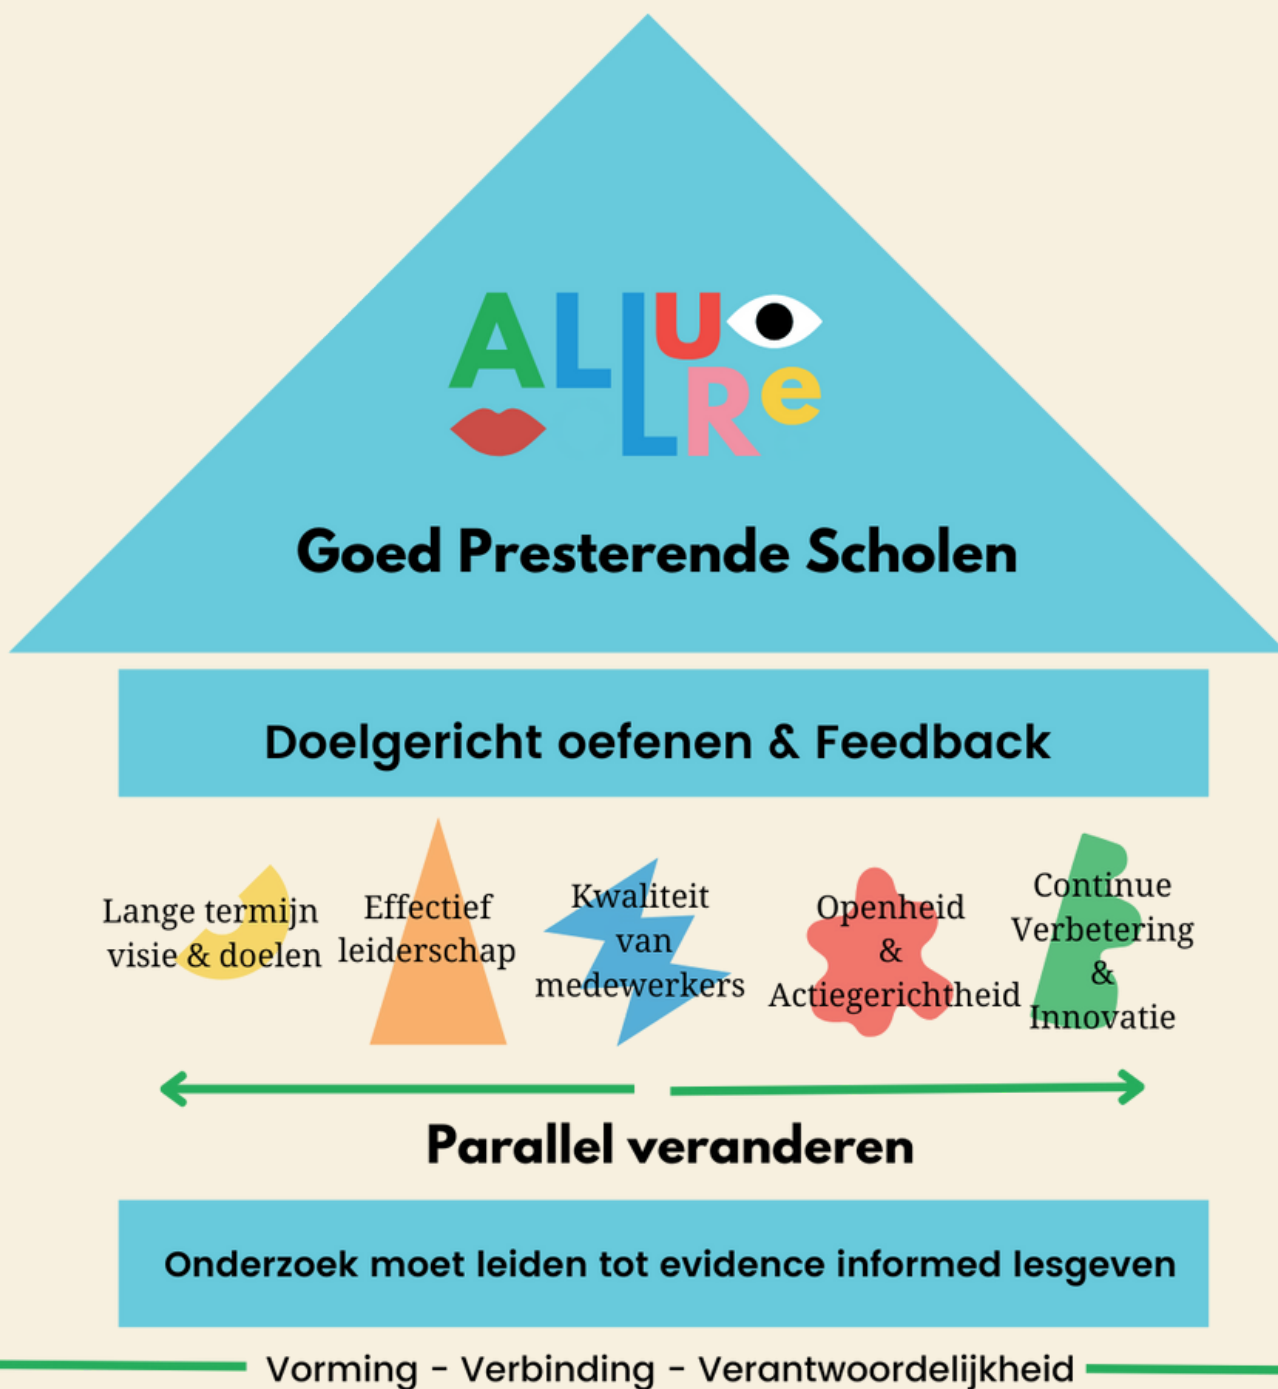 ALLURe
Goed Presterende Scholen
Doelgericht oefenen & Feedback
Lange termijn
visie & doelen
Effectief
leiderschap
Kwaliteit
van
medewerkers
Openheid
&
Actiegerichtheid
Continue
Verbetering
&
Innovatie
Parallel veranderen
Onderzoek moet leiden tot evidence informed lesgeven
Vorming - Verbinding - Verantwoordelijkheid